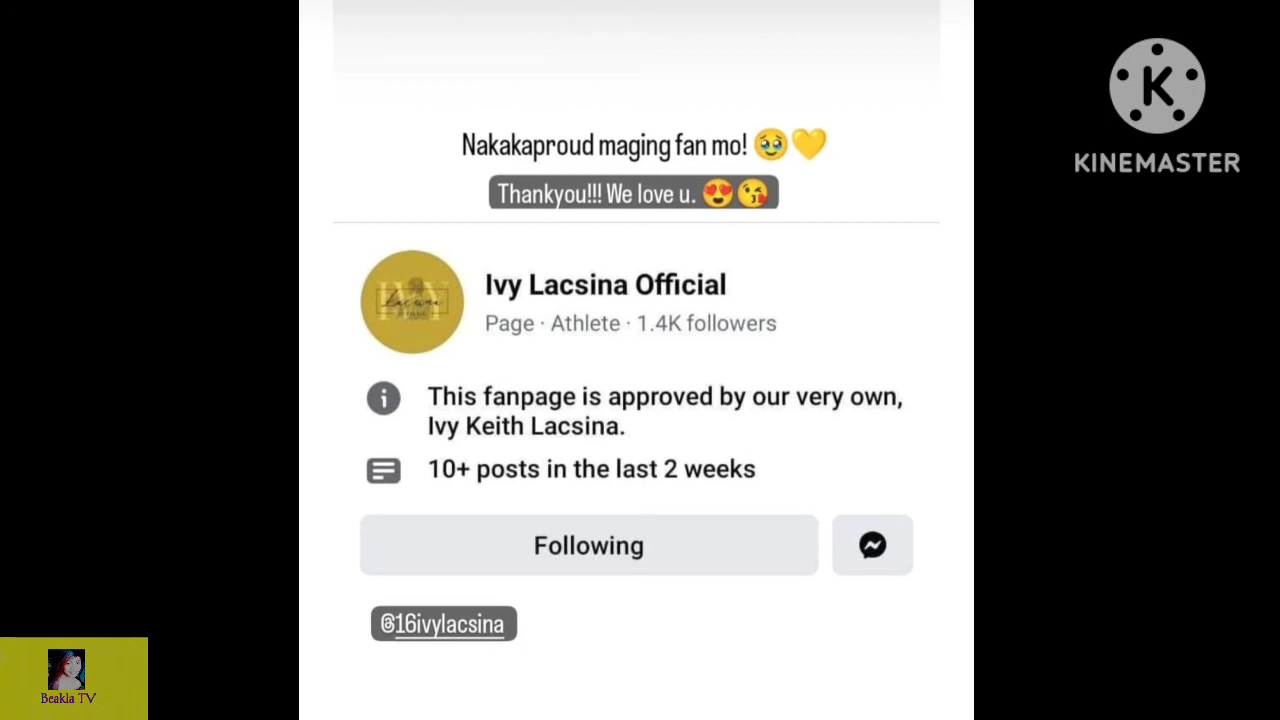 Nakakaproud maging fan mo! 🥹💛
Thankyou!!! We love u. 😍😘
KINEMASTER
IVY
Lacsina
Ivy Lacsina Official
Page · Athlete · 1.4K followers
This fanpage is approved by our very own,
Ivy Keith Lacsina.
10+ posts in the last 2 weeks
Following
@16ivylacsina
Beakla TV